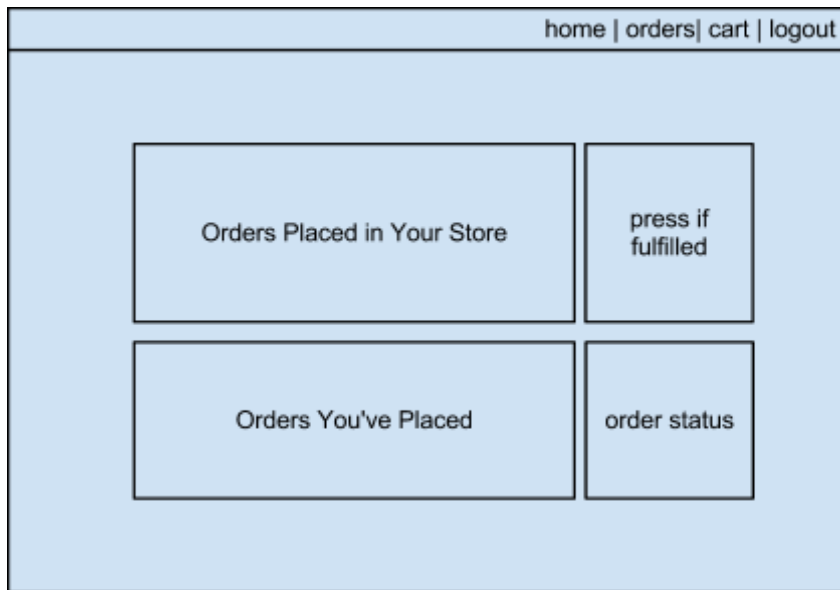 home | orders| cart | logout
Orders Placed in Your Store
press if
fulfilled
Orders You've Placed
order status